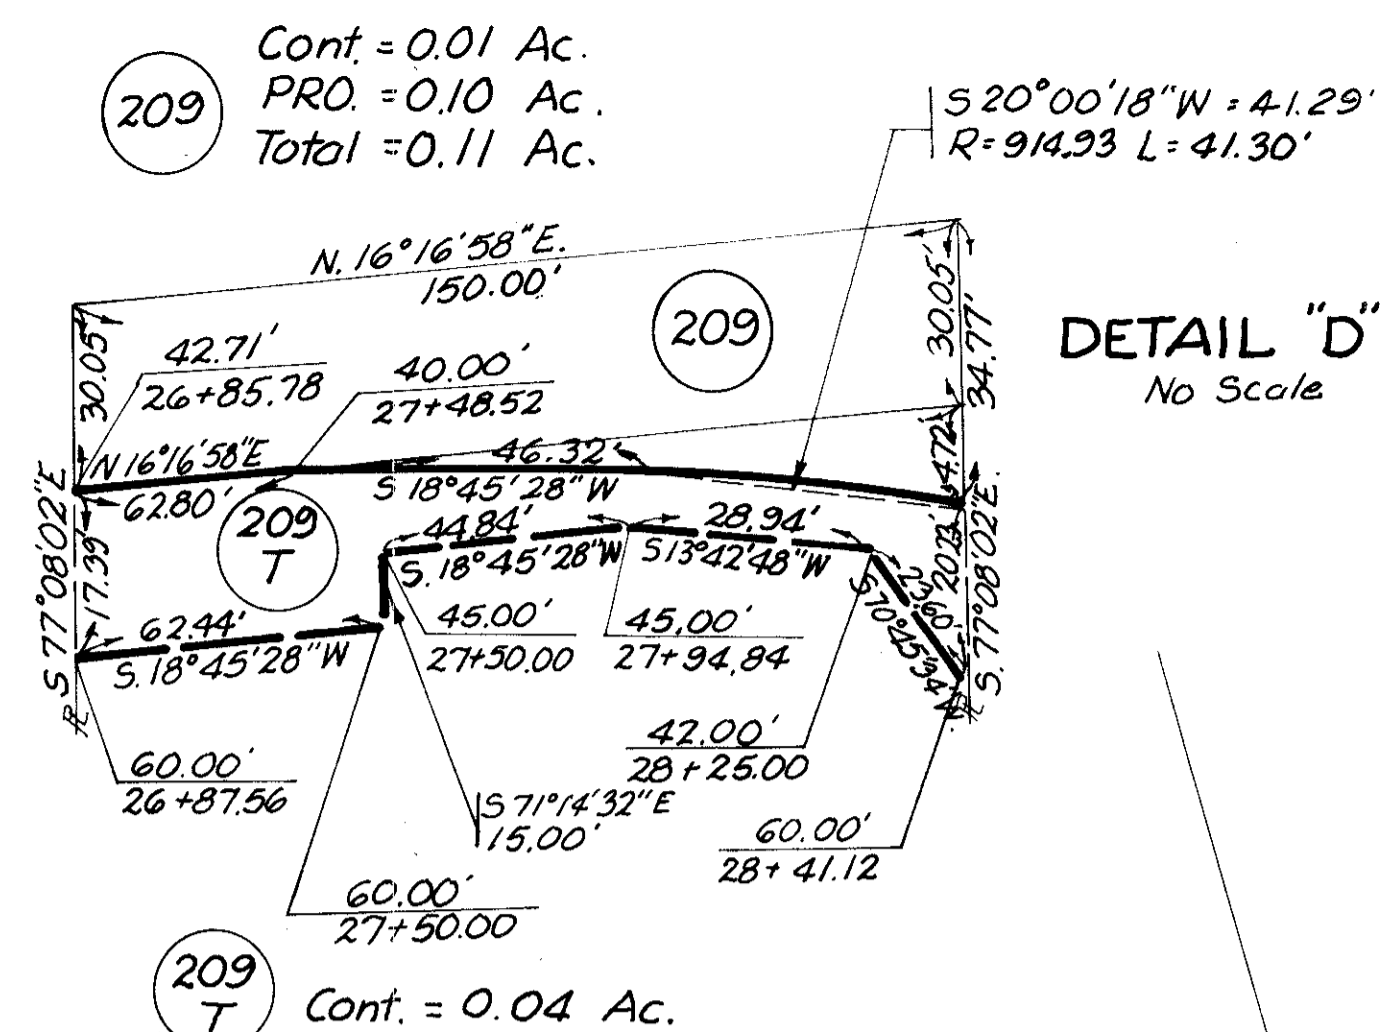 Cont. = 0.01 Ac.
209
PRO. = 0.10 Ac.
Total = 0.11 Ac.
S 20°00'18"W = 41.29'
R=914.93 L=41.30'
N. 16°16'58"E.
150.00'
209
30.05'
34.77'
DETAIL "D"
No Scale
30.05'
42.71'
26+85.78
40.00'
27+48.52
4.72'
N 16°16'58"E
62.80'
46.32'
S 18°45'28"W
209
T
S 77°08'02"E
17.39'
44.84'
S. 18°45'28"W
28.94'
S 13°42'48"W
20.73'
S. 77°08'02"E.
23.60'
S 70°45'34"W.
62.44'
S. 18°45'28"W
45.00'
27+50.00
45.00'
27+94.84
42.00'
28+25.00
60.00'
26+87.56
S 71°14'32"E
15.00'
60.00'
28+41.12
60.00'
27+50.00
209
T
Cont. = 0.04 Ac.